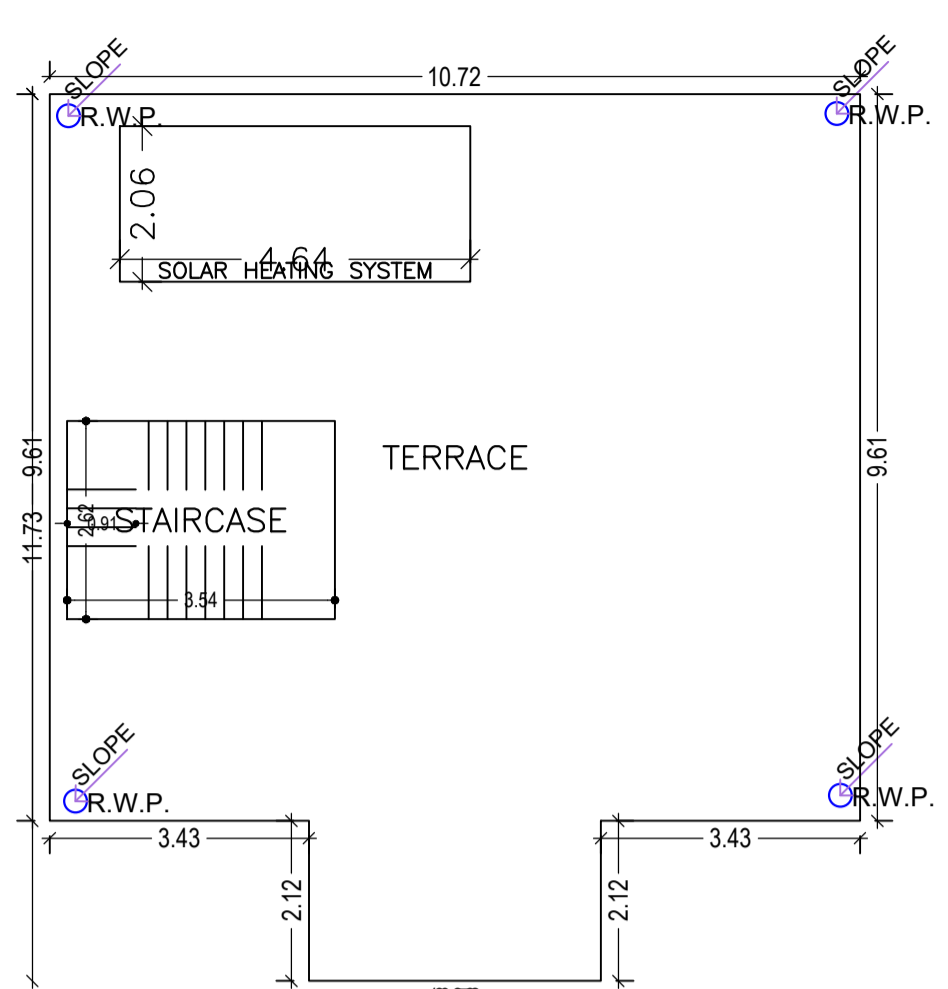 SLOPE
SLOPE
10.72
R.W.P.
R.W.P.
2.06
4.64
SOLAR HEATING SYSTEM
9.61
TERRACE
9.61
11.73
2.62
0.91
STAIRCASE
3.54
SLOPE
SLOPE
R.W.P.
R.W.P.
3.43
3.43
2.12
2.12